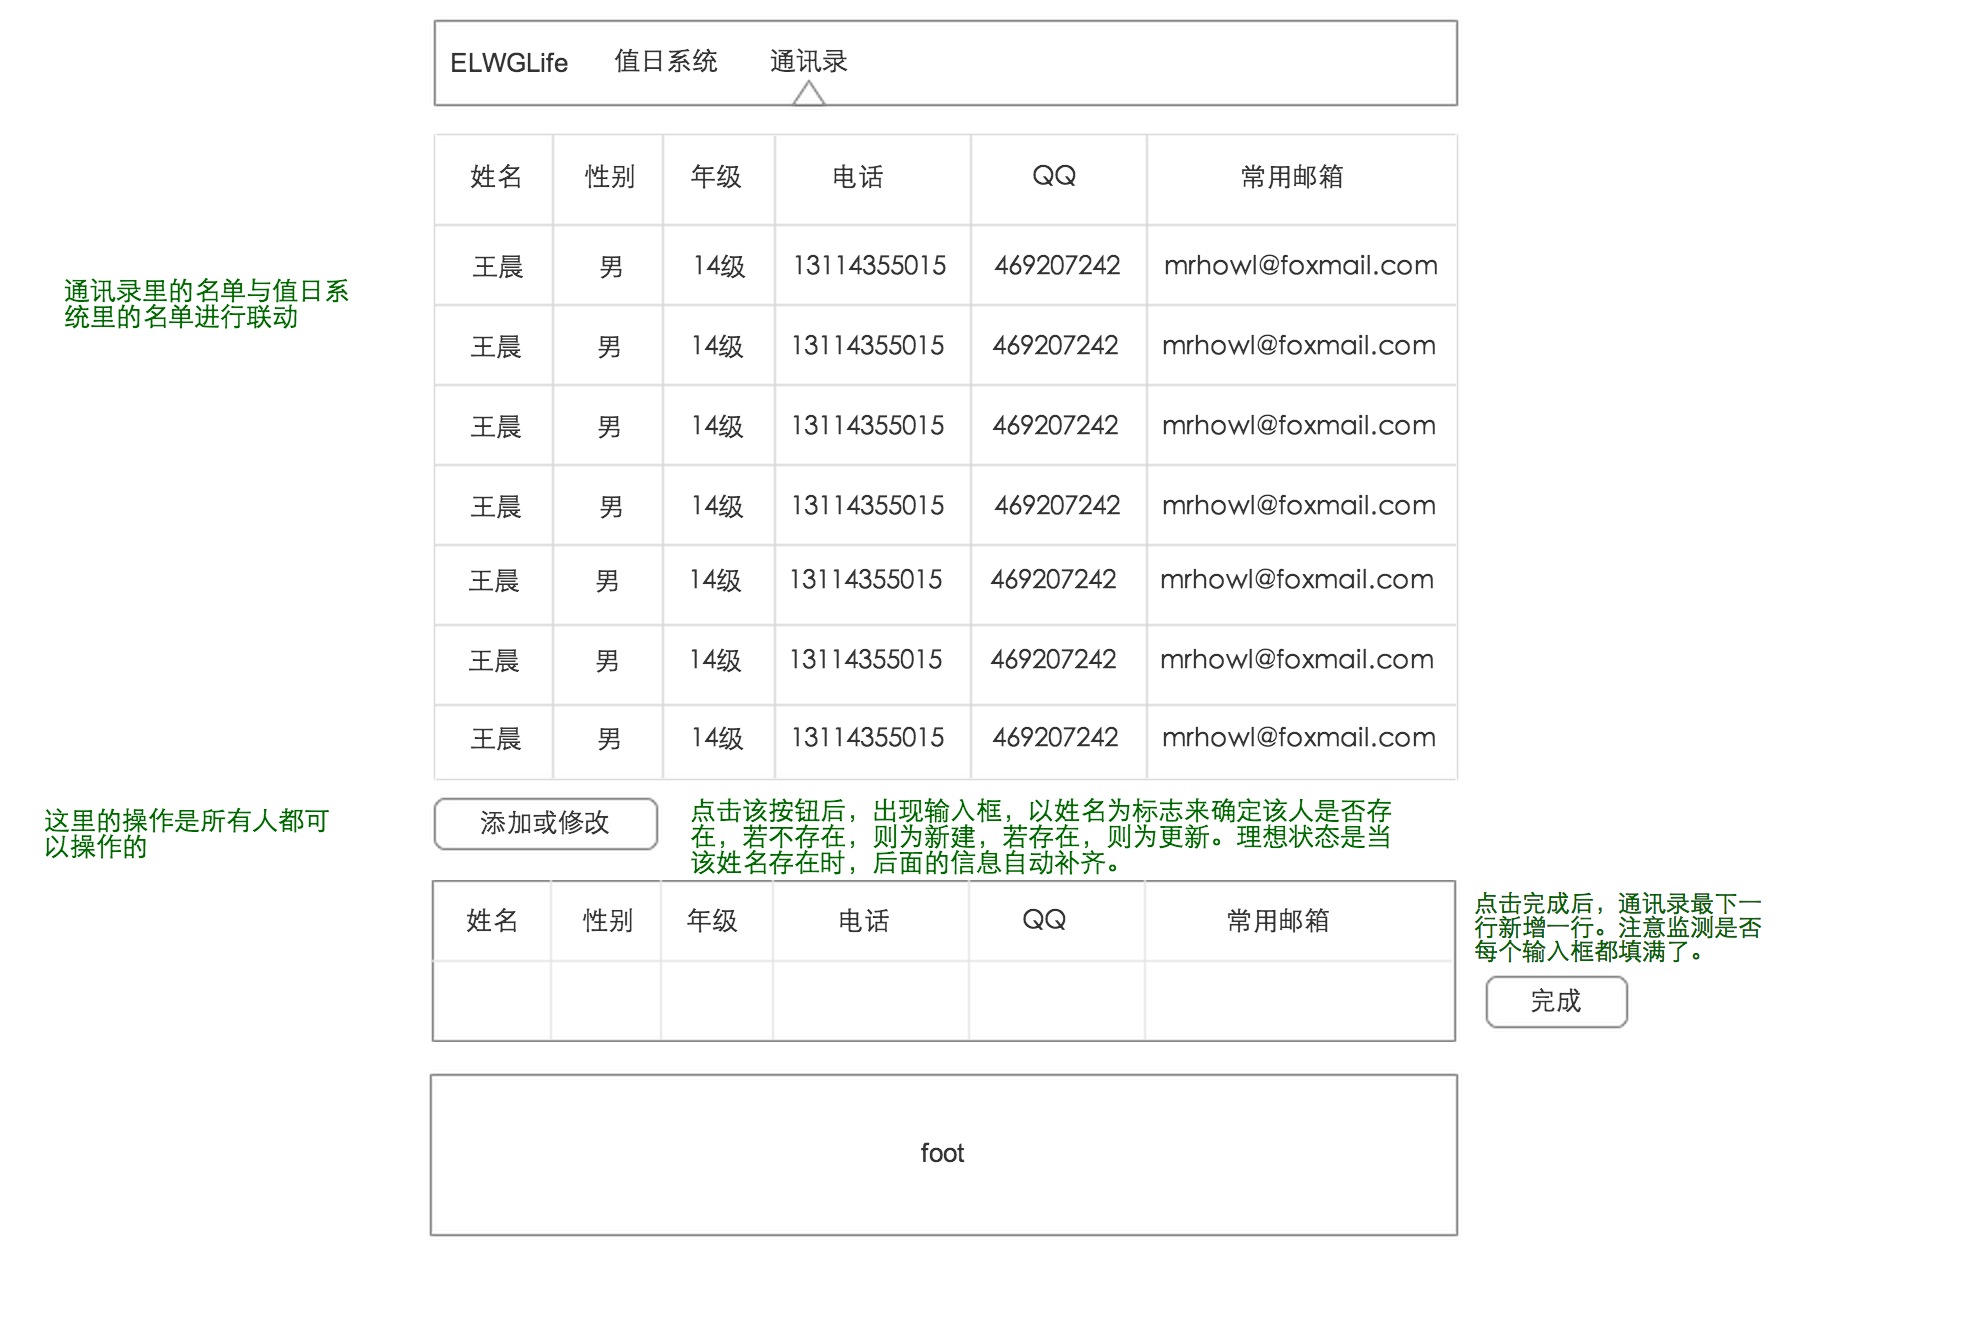 ELWGLife 值日系统 通讯录
姓名 性别 年级 电话 QQ 常用邮箱
王晨 男 14级 13114355015 469207242 mrhowl@foxmail.com
通讯录里的名单与值日系
统里的名单进行联动
王晨 男 14级 13114355015 469207242 mrhowl@foxmail.com
王晨 男 14级 13114355015 469207242 mrhowl@foxmail.com
王晨 男 14级 13114355015 469207242 mrhowl@foxmail.com
王晨 男 14级 13114355015 469207242 mrhowl@foxmail.com
王晨 男 14级 13114355015 469207242 mrhowl@foxmail.com
王晨 男 14级 13114355015 469207242 mrhowl@foxmail.com
这里的操作是所有人都可
以操作的
添加或修改
点击该按钮后，出现输入框，以姓名为标志来确定该人是否存
在，若不存在，则为新建，若存在，则为更新。理想状态是当
该姓名存在时，后面的信息自动补齐。
姓名 性别 年级 电话 QQ 常用邮箱
点击完成后，通讯录最下一
行新增一行。注意监测是否
每个输入框都填满了。
完成
foot